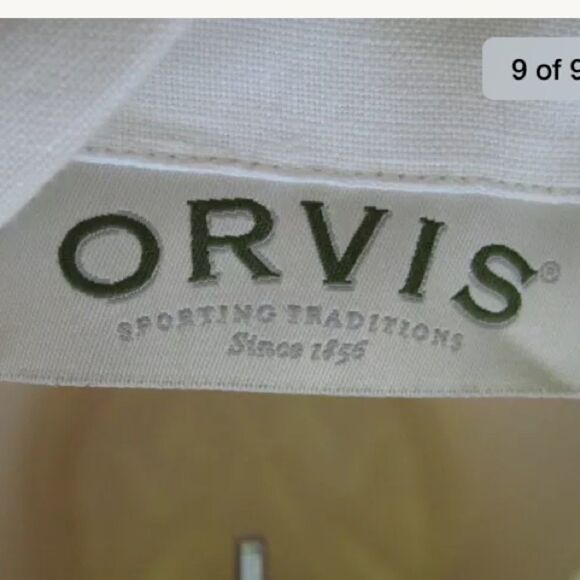 9 of 9
ORVIS®
SPORTING TRADITIONS
Since 1856